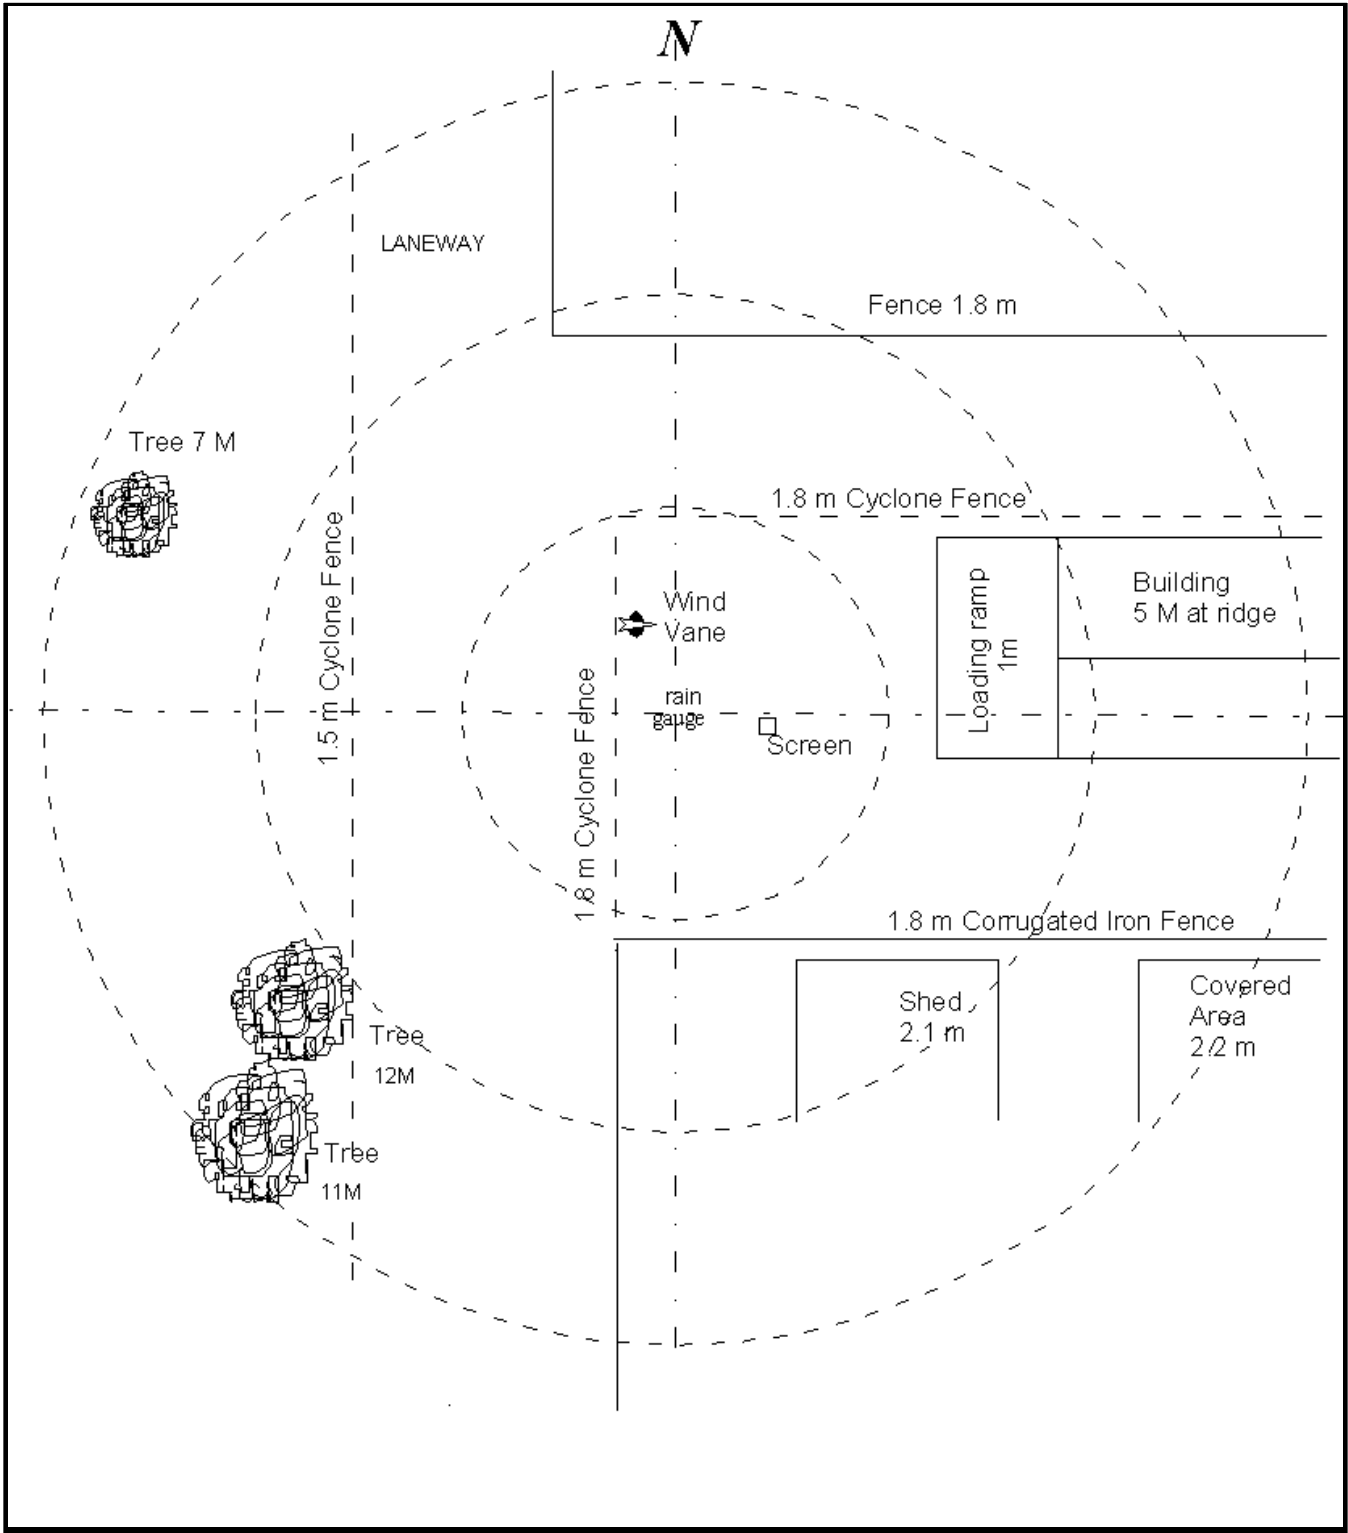 N
LANEWAY
Fence 1.8 m
Tree 7 M
1.8 m Cyclone Fence
1.5 m Cyclone Fence
Wind
Vane
Loading ramp
1m
Building
5 M at ridge
rain
gauge
Screen
1.8 m Cyclone Fence
1.8 m Corrugated Iron Fence
Shed
2.1 m
Covered
Area
2.2 m
Tree
12M
Tree
11M